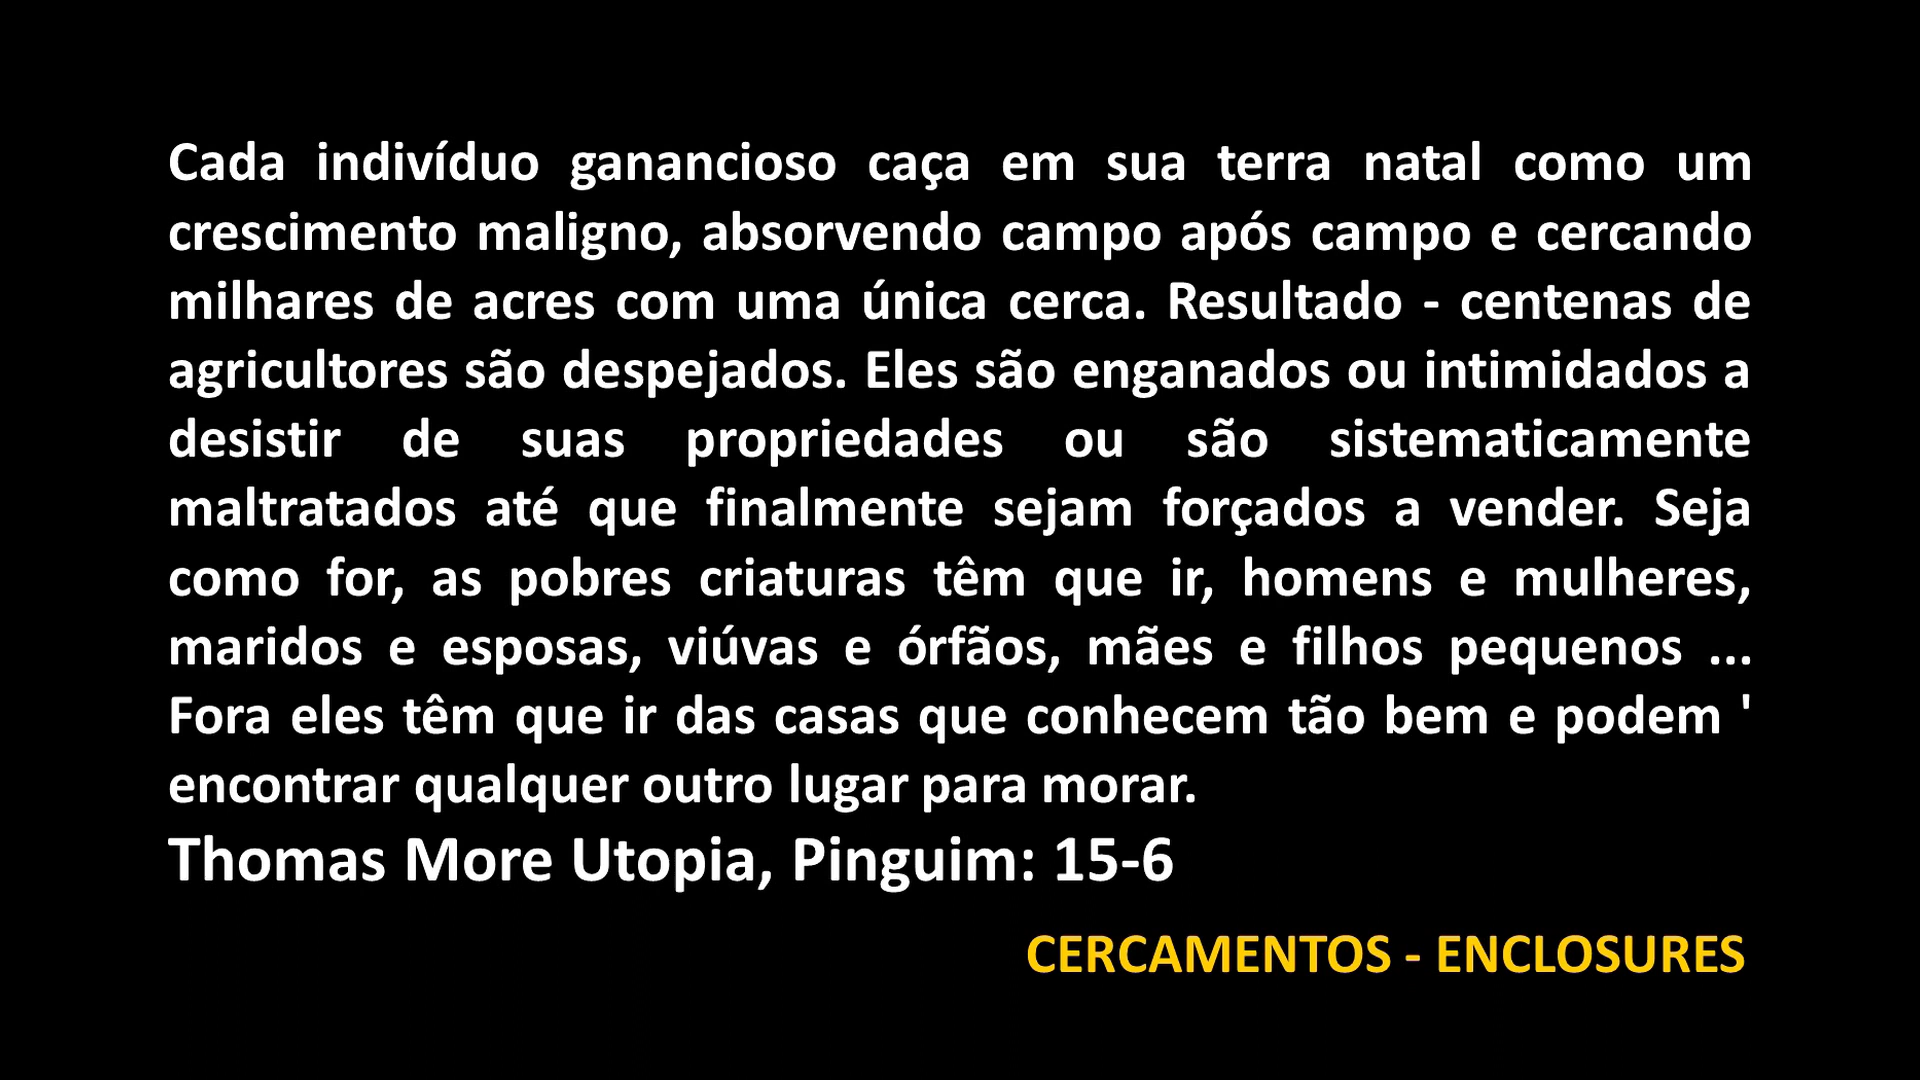 Cada indivíduo ganancioso caça em sua terra natal como um
crescimento maligno, absorvendo campo após campo e cercando
milhares de acres com uma única cerca. Resultado - centenas de
agricultores são despejados. Eles são enganados ou intimidados a
desistir de suas propriedades ou são sistematicamente
maltratados até que finalmente sejam forçados a vender. Seja
como for, as pobres criaturas têm que ir, homens e mulheres,
maridos e esposas, viúvas e órfãos, mães e filhos pequenos ...
Fora eles têm que ir das casas que conhecem tão bem e podem '
encontrar qualquer outro lugar para morar.
Thomas More Utopia, Pinguim: 15-6
CERCAMENTOS - ENCLOSURES